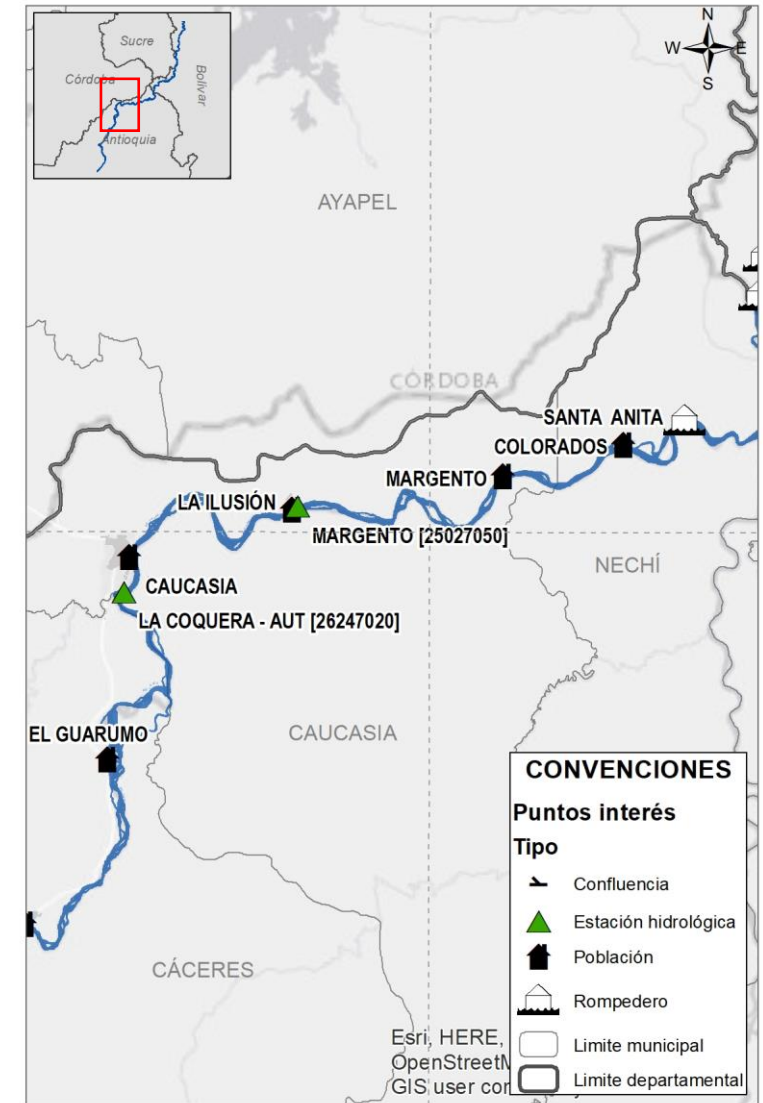 Sucre
Córdoba
Bolívar
Antioquia
N
W
E
S
AYAPEL
CÓRDOBA
SANTA ANITA
COLORADOS
MARGENTO
LA ILUSIÓN
MARGENTO [25027050]
NECHÍ
CAUCASIA
LA COQUERA - AUT [26247020]
EL GUARUMO
CAUCASIA
CÁCERES
CONVENCIONES
Puntos interés
Tipo
Confluencia
Estación hidrológica
Población
Rompedero
Limite municipal
Limite departamental
Esri, HERE,
GIS user